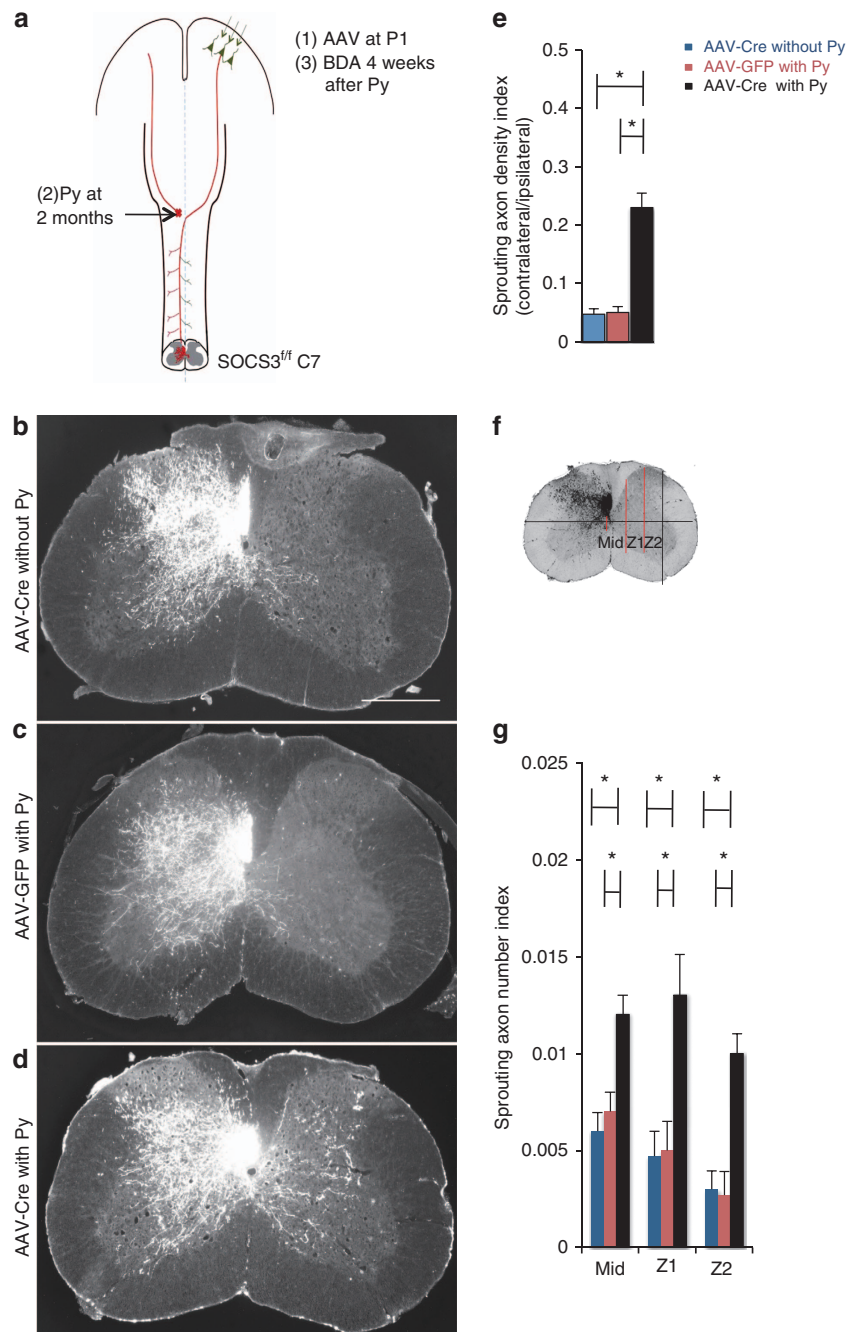 a
(1) AAV at P1
(3) BDA 4 weeks
after Py
(2)Py at
2 months
SOCS3f/f C7
b
AAV-Cre without Py
c
AAV-GFP with Py
d
AAV-Cre with Py
e
AAV-Cre without Py
AAV-GFP with Py
AAV-Cre with Py
Sprouting axon density index
(contralateral/ipsilateral)
0.5
0.4
0.3
0.2
0.1
0
*
*
f
Mid Z1 Z2
g
Sprouting axon number index
0.025
0.02
0.015
0.01
0.005
0
* * *
* * *
Mid Z1 Z2